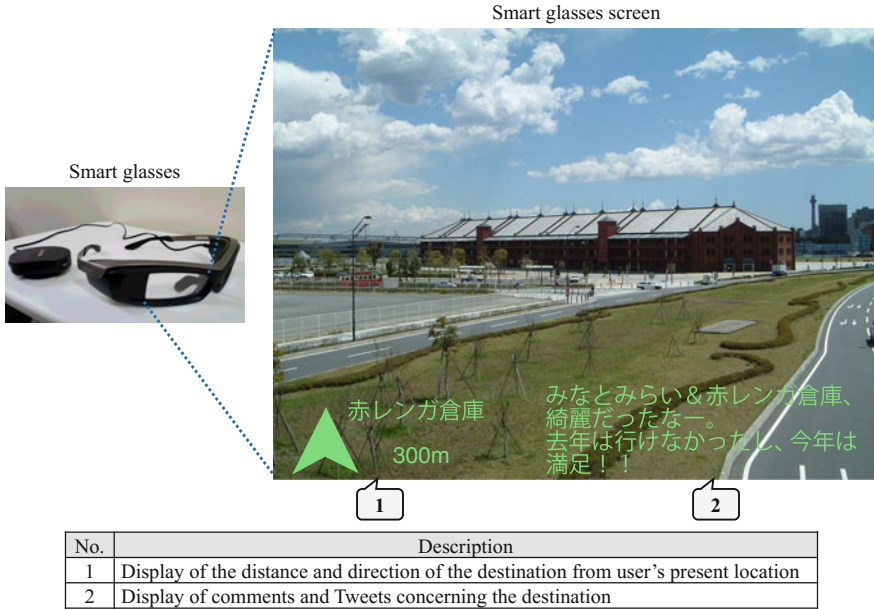 Smart glasses screen
Smart glasses
赤レンガ倉庫
300m
みなとみらい＆赤レンガ倉庫、
綺麗だったなー。
去年は行けなかったし、今年は
満足！！
1
2
No. Description
1 Display of the distance and direction of the destination from user's present location
2 Display of comments and Tweets concerning the destination